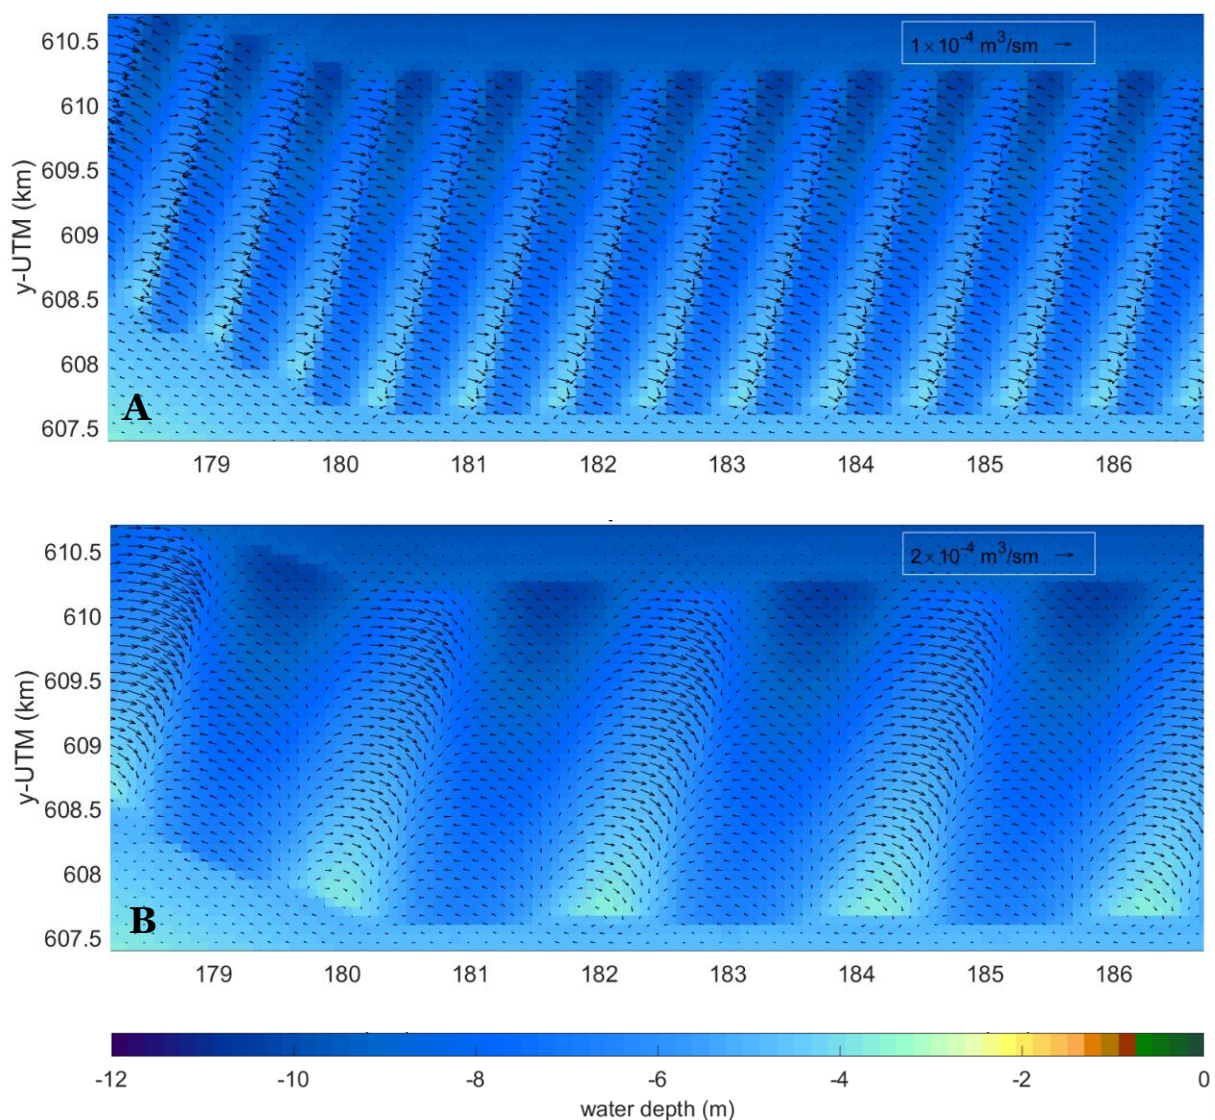 1×10⁻⁴ m³/sm
610.5
610
609.5
609
608.5
608
607.5
y-UTM (km)
A
179 180 181 182 183 184 185 186
2×10⁻⁴ m³/sm
610.5
610
609.5
609
608.5
608
607.5
y-UTM (km)
B
179 180 181 182 183 184 185 186
-12 -10 -8 -6 -4 -2 0
water depth (m)